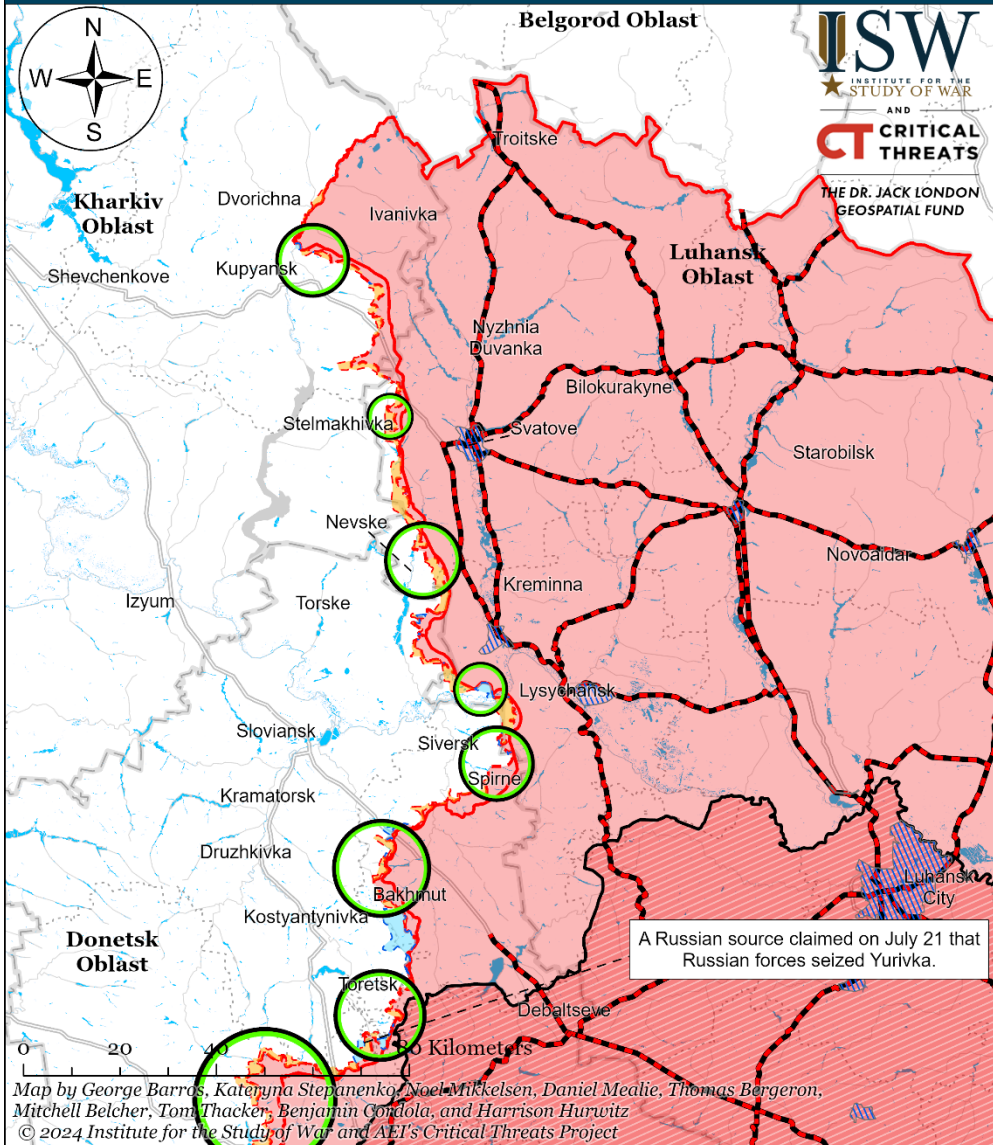 Belgorod Oblast
N
W
E
S
ISW
INSTITUTE FOR THE
STUDY OF WAR
AND
CT CRITICAL
THREATS
THE DR. JACK LONDON
GEOSPATIAL FUND
Troitske
Dvorichna
Kharkiv
Oblast
Ivanivka
Luhansk
Oblast
Shevchenkove
Kupyansk
Nyzhnia
Duvanka
Bilokurakyne
Stelmakhivka
Svatove
Starobilsk
Nevske
Novoaidar
Kreminna
Izyum
Torske
Lysychansk
Sloviansk
Siversk
Spirne
Kramatorsk
Druzhkivka
Bakhmut
Luhansk
City
Kostyantynivka
Donetsk
Oblast
A Russian source claimed on July 21 that
Russian forces seized Yurivka.
Toretsk
Debaltseve
0 20 40 80 Kilometers
Map by George Barros, Kateryna Stepanenko, Noel Mikkelsen, Daniel Mealie, Thomas Bergeron,
Mitchell Belcher, Tom Thacker, Benjamin Cordola, and Harrison Hurwitz
© 2024 Institute for the Study of War and AEI's Critical Threats Project